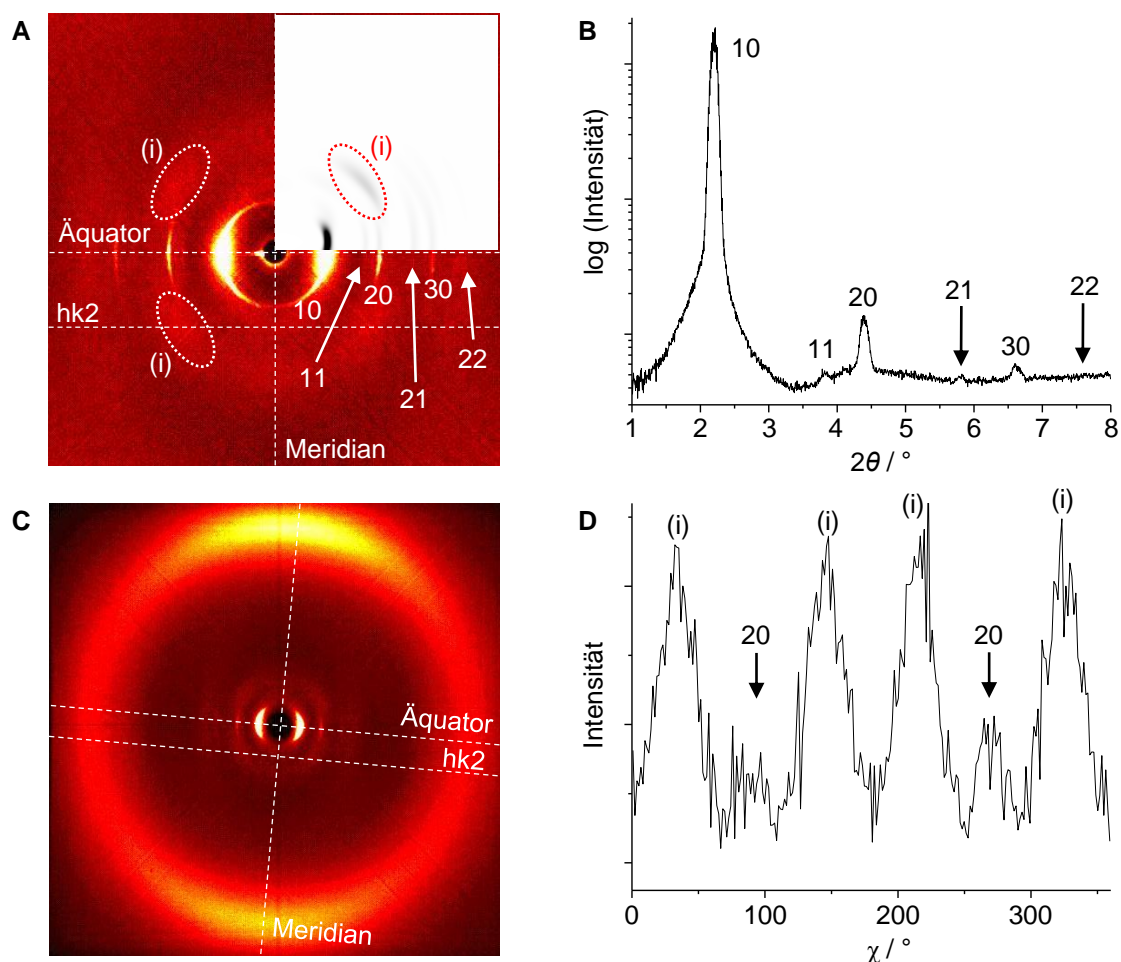 A
(i)
(i)
Äquator
hk2
10
20
30
(i)
11
21
22
Meridian
B
log (Intensität)
10
20
11
21
30
22
1 2 3 4 5 6 7 8
2θ / °
C
Äquator
hk2
Meridian
D
Intensität
(i)
(i)
(i)
(i)
20
20
0 100 200 300
χ / °